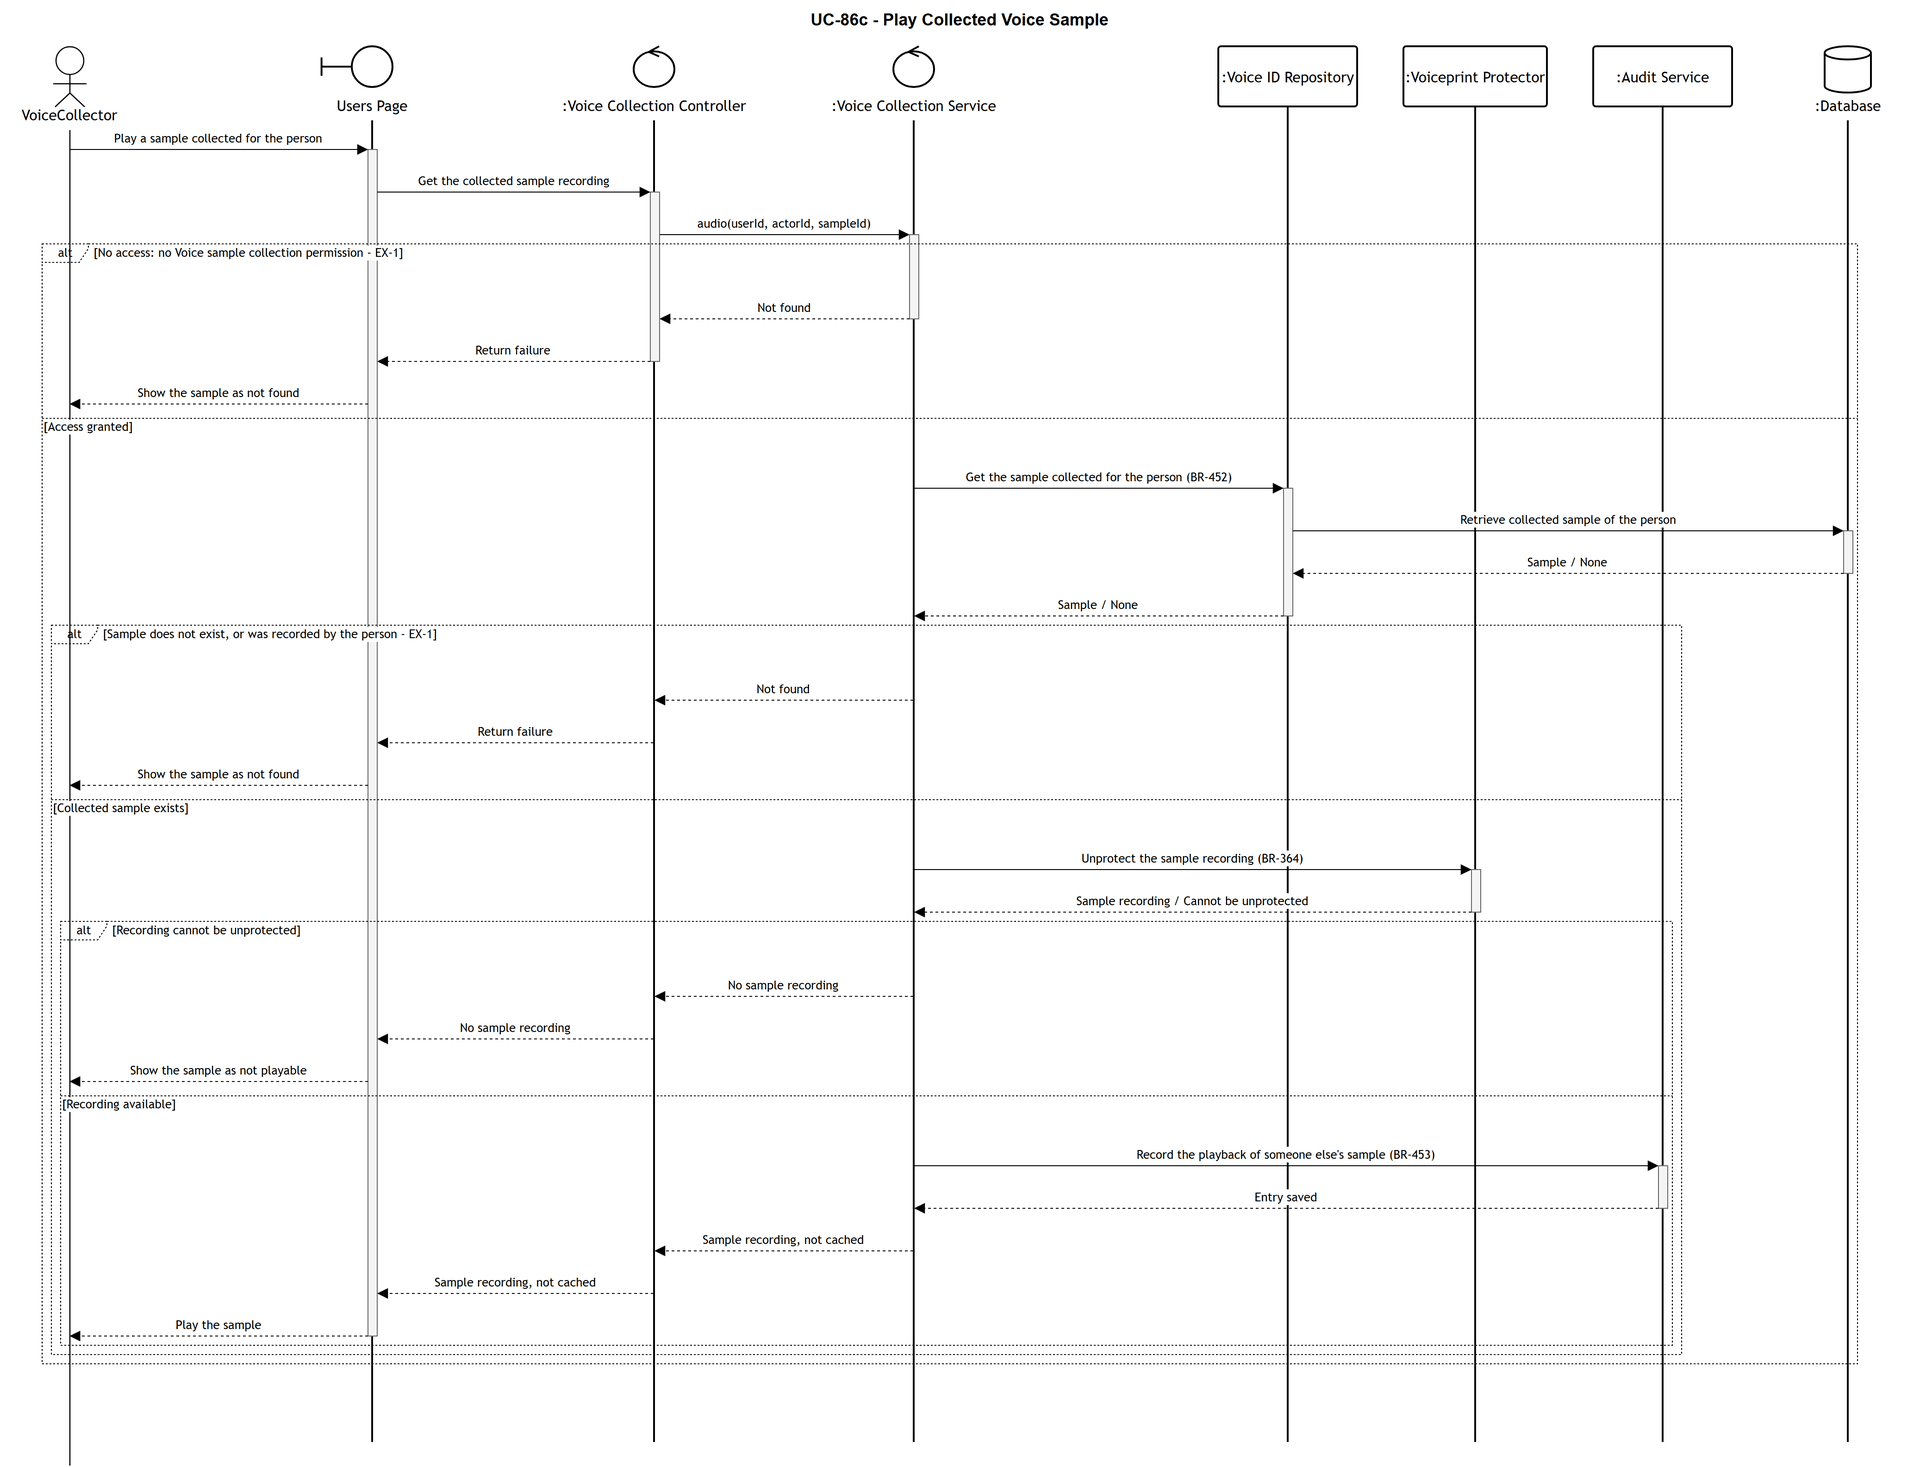 UC-86c - Play Collected Voice Sample
VoiceCollector
Users Page
:Voice Collection Controller
:Voice Collection Service
:Voice ID Repository
:Voiceprint Protector
:Audit Service
:Database
Play a sample collected for the person
Get the collected sample recording
audio(userId, actorId, sampleId)
alt [No access: no Voice sample collection permission - EX-1]
Not found
Return failure
Show the sample as not found
[Access granted]
Get the sample collected for the person (BR-452)
Retrieve collected sample of the person
Sample / None
Sample / None
alt [Sample does not exist, or was recorded by the person - EX-1]
Not found
Return failure
Show the sample as not found
[Collected sample exists]
Unprotect the sample recording (BR-364)
Sample recording / Cannot be unprotected
alt [Recording cannot be unprotected]
No sample recording
No sample recording
Show the sample as not playable
[Recording available]
Record the playback of someone else's sample (BR-453)
Entry saved
Sample recording, not cached
Sample recording, not cached
Play the sample